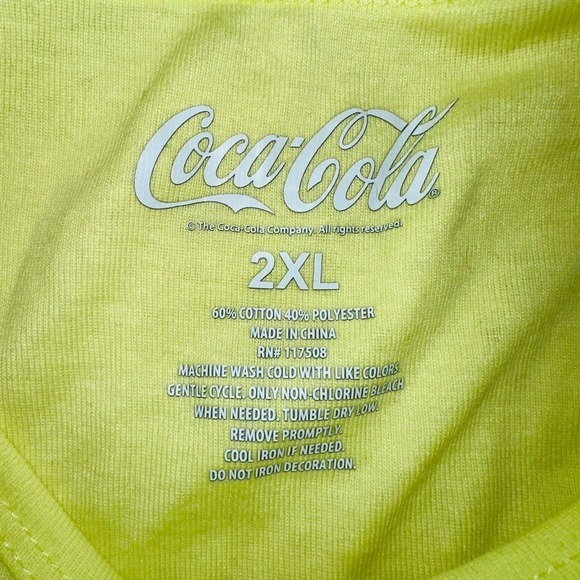 Coca-Cola®
© The Coca-Cola Company. All rights reserved.
2XL
60% COTTON 40% POLYESTER
MADE IN CHINA
RN# 117508
MACHINE WASH COLD WITH LIKE COLORS.
GENTLE CYCLE. ONLY NON-CHLORINE BLEACH
WHEN NEEDED. TUMBLE DRY LOW.
REMOVE PROMPTLY.
COOL IRON IF NEEDED.
DO NOT IRON DECORATION.